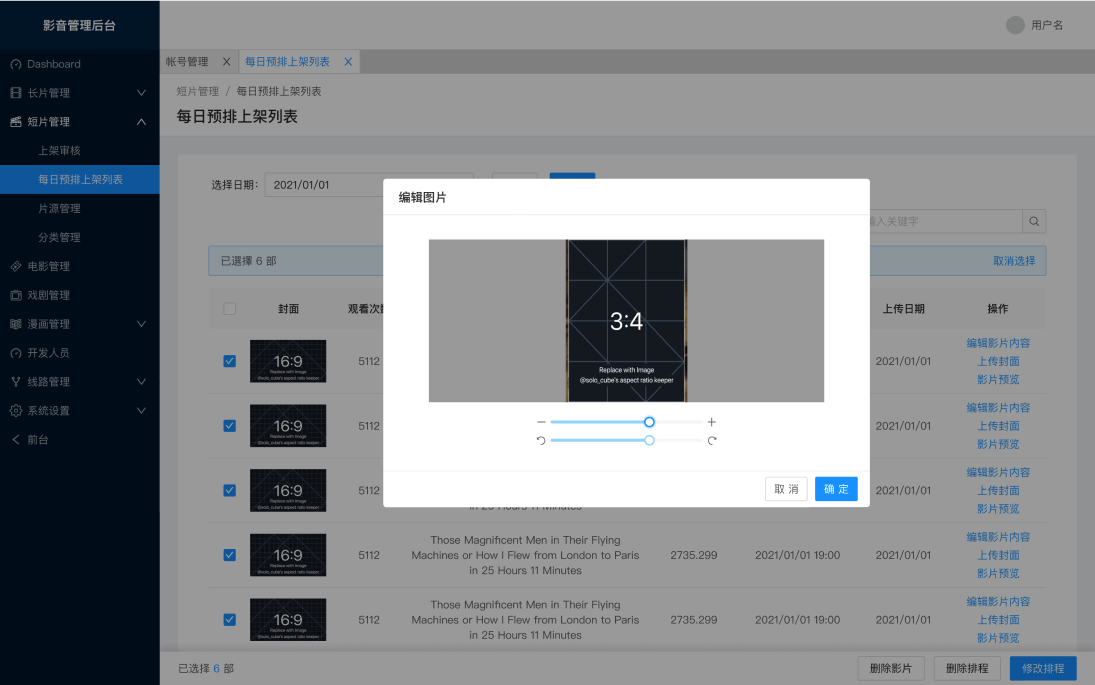 影音管理后台
用户名
Dashboard
长片管理
短片管理
上架审核
每日预排上架列表
片源管理
分类管理
电影管理
戏剧管理
漫画管理
开发人员
线路管理
系统设置
前台
帐号管理 X 每日预排上架列表 X
短片管理 / 每日预排上架列表
每日预排上架列表
选择日期: 2021/01/01
输入关键字
已選擇 6 部
取消选择
封面 观看次 上传日期 操作
编辑图片
3:4
Replace with Image
@solo_cube's aspect ratio keeper
取 消 确 定
16:9
Replace with Image
@solo_cube's aspect ratio keeper
5112
2021/01/01
编辑影片内容
上传封面
影片预览
16:9
Replace with Image
@solo_cube's aspect ratio keeper
5112
2021/01/01
编辑影片内容
上传封面
影片预览
16:9
Replace with Image
@solo_cube's aspect ratio keeper
5112
in 25 Hours 11 Minutes
2021/01/01
编辑影片内容
上传封面
影片预览
16:9
Replace with Image
@solo_cube's aspect ratio keeper
5112
Those Magnificent Men in Their Flying
Machines or How I Flew from London to Paris
in 25 Hours 11 Minutes
2735.299
2021/01/01 19:00
2021/01/01
编辑影片内容
上传封面
影片预览
16:9
Replace with Image
@solo_cube's aspect ratio keeper
5112
Those Magnificent Men in Their Flying
Machines or How I Flew from London to Paris
in 25 Hours 11 Minutes
2735.299
2021/01/01 19:00
2021/01/01
编辑影片内容
上传封面
影片预览
已选择 6 部
删除影片 删除排程 修改排程